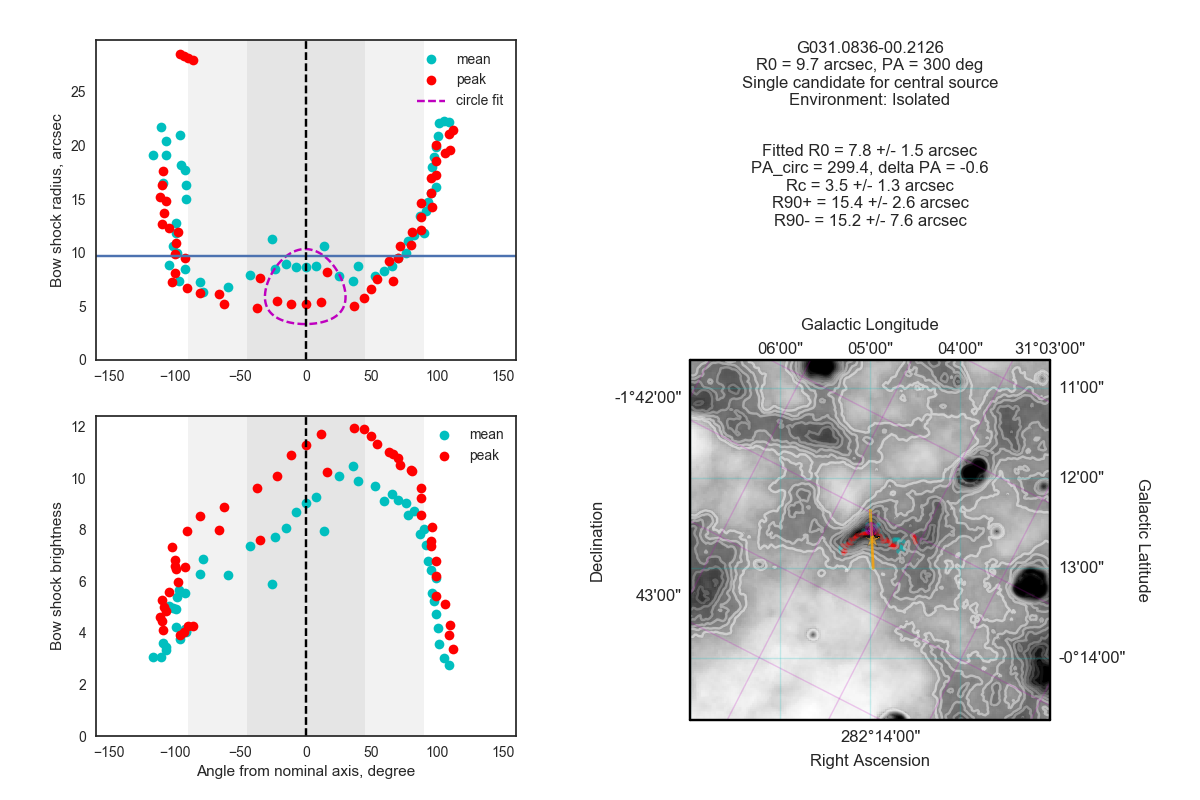 mean
peak
circle fit
25
20
15
10
5
0
Bow shock radius, arcsec
−150
−100
−50
0
50
100
150
12
10
8
6
4
2
0
mean
peak
Bow shock brightness
−150
−100
−50
0
50
100
150
Angle from nominal axis, degree
G031.0836-00.2126
R0 = 9.7 arcsec, PA = 300 deg
Single candidate for central source
Environment: Isolated
Fitted R0 = 7.8 +/- 1.5 arcsec
PA_circ = 299.4, delta PA = -0.6
Rc = 3.5 +/- 1.3 arcsec
R90+ = 15.4 +/- 2.6 arcsec
R90- = 15.2 +/- 7.6 arcsec
Galactic Longitude
06'00" 05'00" 04'00" 31°03'00"
-1°42'00"
43'00"
Declination
11'00"
12'00"
13'00"
-0°14'00"
Galactic Latitude
282°14'00"
Right Ascension